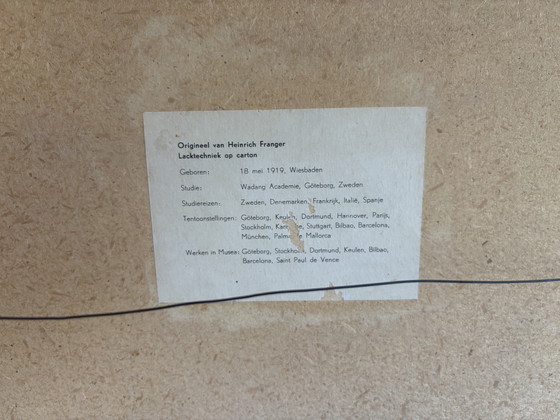 Origineel van Heinrich Franger
Lacktechniek op carton
Geboren: 18 mei 1919, Wiesbaden
Studie: Wadang Academie, Göteborg, Zweden
Studiereizen: Zweden, Denemarken, Frankrijk, Italië, Spanje
Tentoonstellingen: Göteborg, Dortmund, Hannover, Parijs,
Stockholm, Stuttgart, Bilbao, Barcelona,
München, Mallorca
Werken in Musea: Göteborg, Dortmund, Keulen, Bilbao,
Barcelona, Saint Paul de Vence